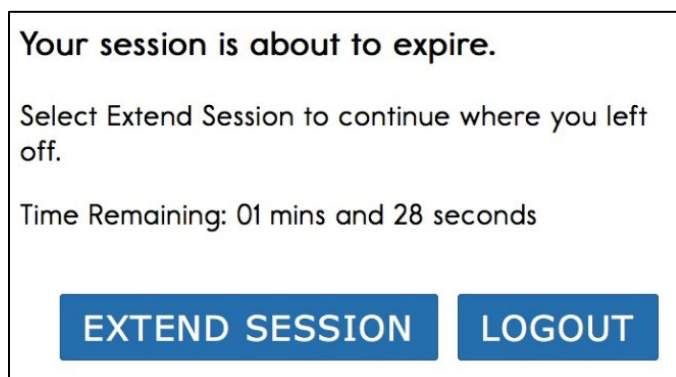 Your session is about to expire.
Select Extend Session to continue where you left
off.
Time Remaining: 01 mins and 28 seconds
EXTEND SESSION LOGOUT